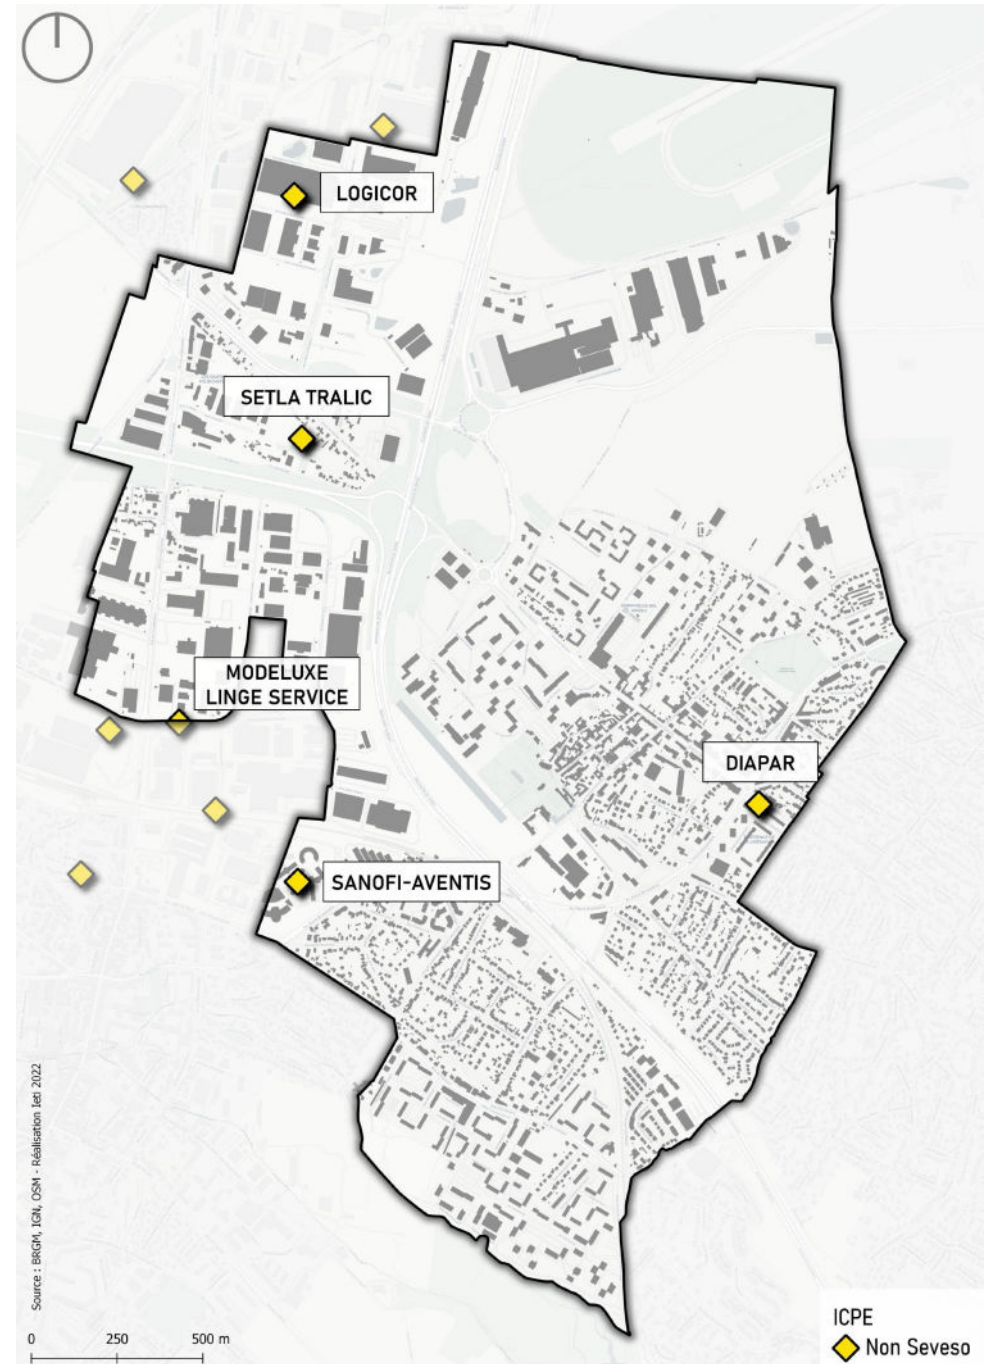 LOGICOR
SETLA TRALIC
MODELUXE
LINGE SERVICE
DIAPAR
SANOFI-AVENTIS
Source : BRGM, IGN, OSM - Réalisation Ieti 2022
0 250 500 m
ICPE
Non Seveso